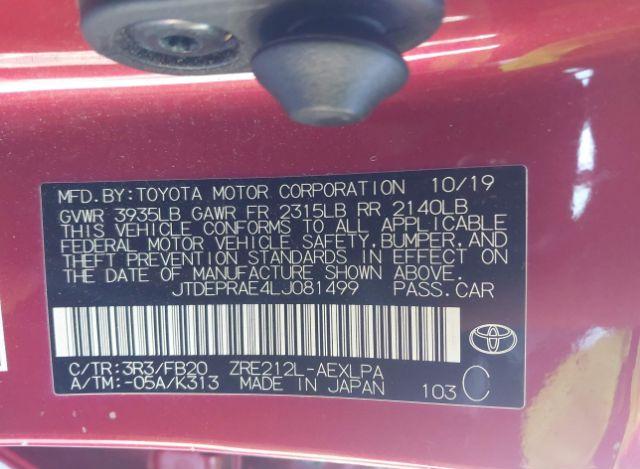 MFD.BY:TOYOTA MOTOR CORPORATION 10/19
GVWR 3935LB GAWR FR 2315LB RR 2140LB
THIS VEHICLE CONFORMS TO ALL APPLICABLE
FEDERAL MOTOR VEHICLE SAFETY,BUMPER,AND
THEFT PREVENTION STANDARDS IN EFFECT ON
THE DATE OF MANUFACTURE SHOWN ABOVE.
JTDEPRAE4LJ081499 PASS.CAR
C/TR:3R3/FB20 ZRE212L-AEXLPA
A/TM:-05A/K313 MADE IN JAPAN 103 C
TOYOTA